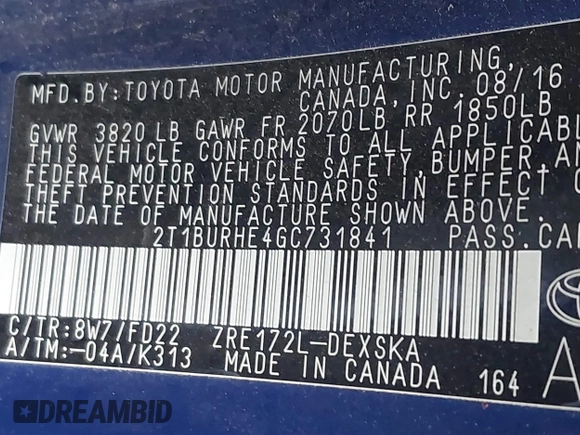 MFD.BY:TOYOTA MOTOR MANUFACTURING,
CANADA, INC. 08/16
GVWR 3820 LB GAWR FR 2070LB RR 1850LB
THIS VEHICLE CONFORMS TO ALL APPLICABL
FEDERAL MOTOR VEHICLE SAFETY, BUMPER, AN
THEFT PREVENTION STANDARDS IN EFFECT O
THE DATE OF MANUFACTURE SHOWN ABOVE.
2T1BURHE4GC731841 PASS.CA
C/TR:8W7/FD22 ZRE172L-DEXSKA
A/TM:-04A/K313 MADE IN CANADA 164 A
DREAMBID